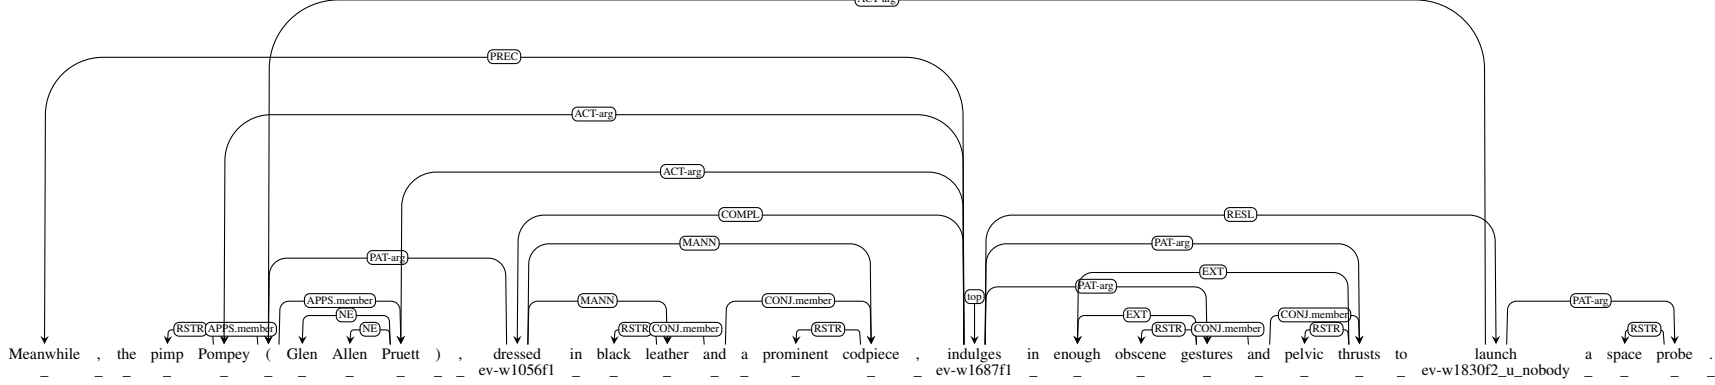 ACT-arg
PREC
ACT-arg
ACT-arg
COMPL RESL
MANN PAT-arg
PAT-arg EXT
PAT-arg
top
APPS.member MANN CONJ.member PAT-arg
NE EXT CONJ.member
RSTR APPS.member NE RSTR CONJ.member RSTR RSTR CONJ.member RSTR RSTR
Meanwhile , the pimp Pompey ( Glen Allen Pruett ) , dressed in black leather and a prominent codpiece , indulges in enough obscene gestures and pelvic thrusts to launch a space probe .
_ _ _ _ _ _ _ _ _ _ _ ev-w1056f1 _ _ _ _ _ _ _ _ ev-w1687f1 _ _ _ _ _ _ _ _ ev-w1830f2_u_nobody _ _ _ _